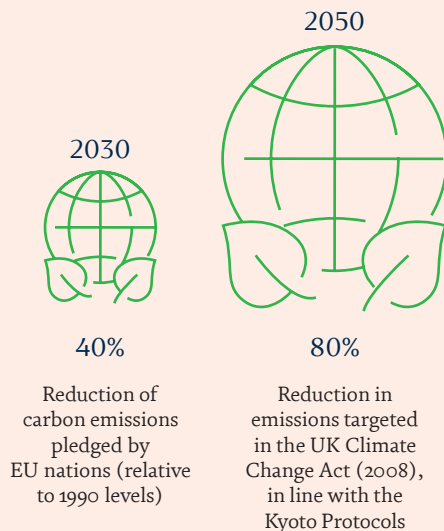 2030
40%
Reduction of
carbon emissions
pledged by
EU nations (relative
to 1990 levels)
2050
80%
Reduction in
emissions targeted
in the UK Climate
Change Act (2008),
in line with the
Kyoto Protocols